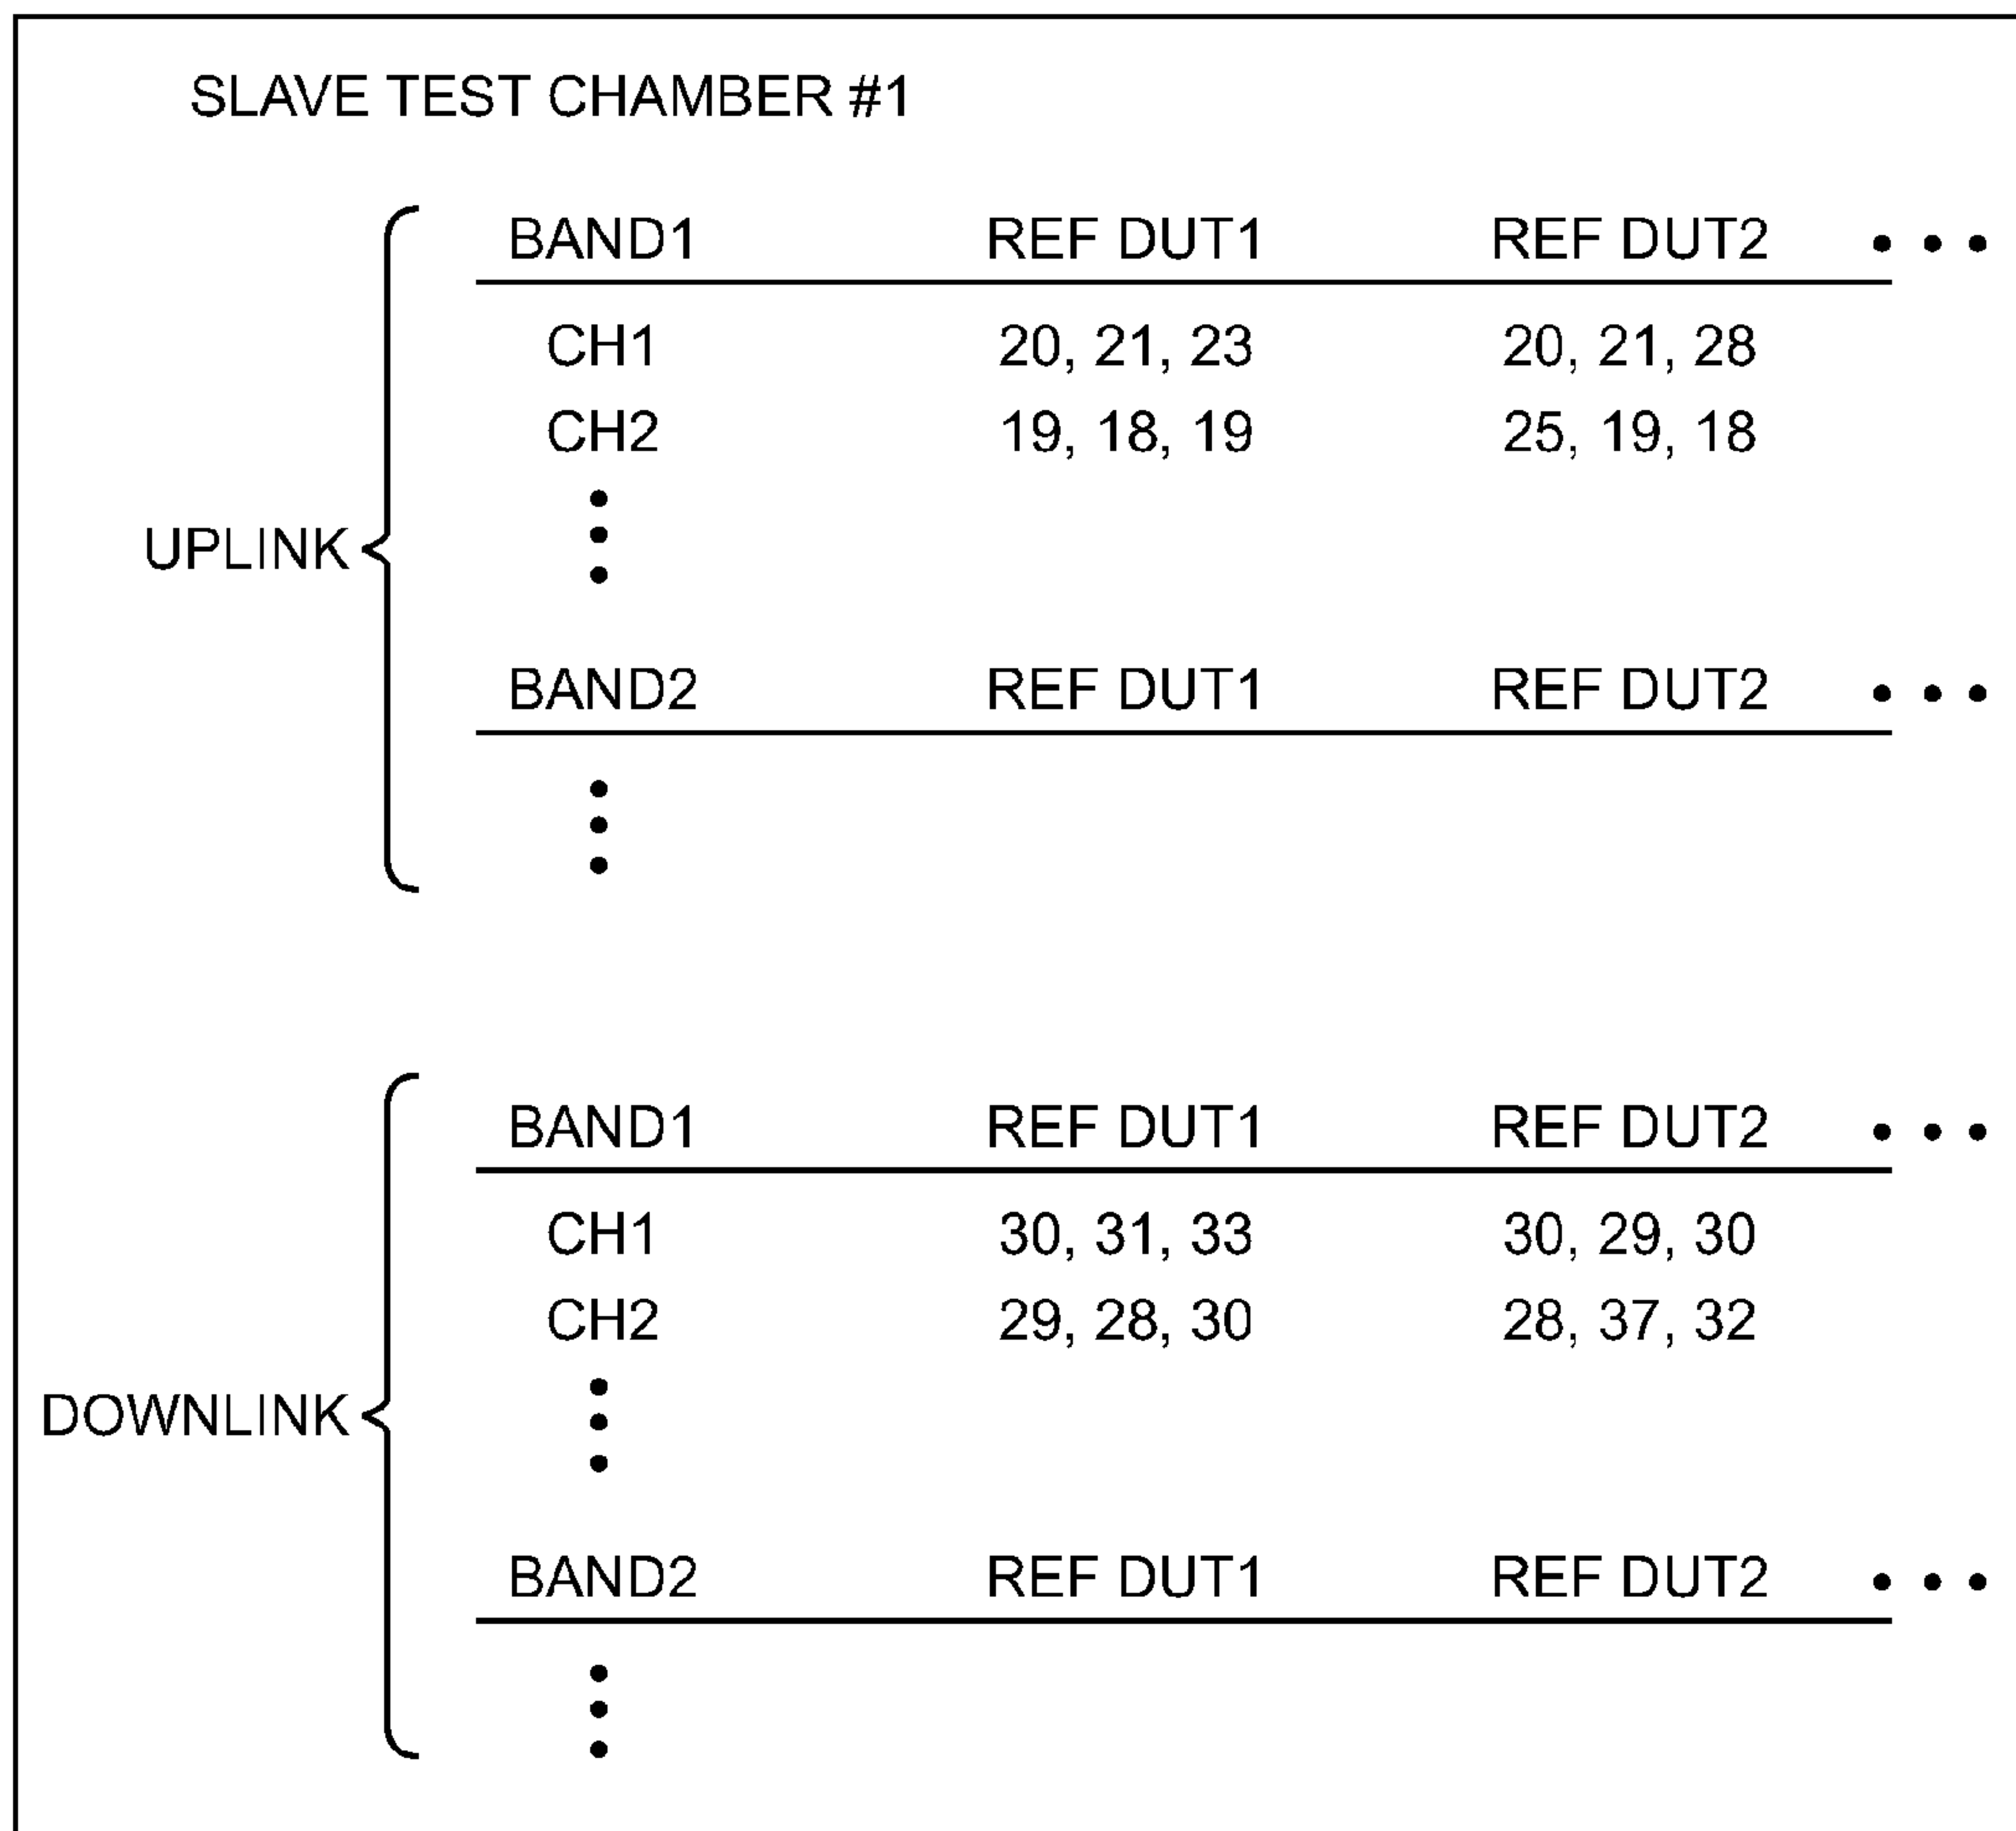 SLAVE TEST CHAMBER #1
UPLINK
BAND1 REF DUT1 REF DUT2 • • •
CH1 20, 21, 23 20, 21, 28
CH2 19, 18, 19 25, 19, 18
BAND2 REF DUT1 REF DUT2 • • •
DOWNLINK
BAND1 REF DUT1 REF DUT2 • • •
CH1 30, 31, 33 30, 29, 30
CH2 29, 28, 30 28, 37, 32
BAND2 REF DUT1 REF DUT2 • • •